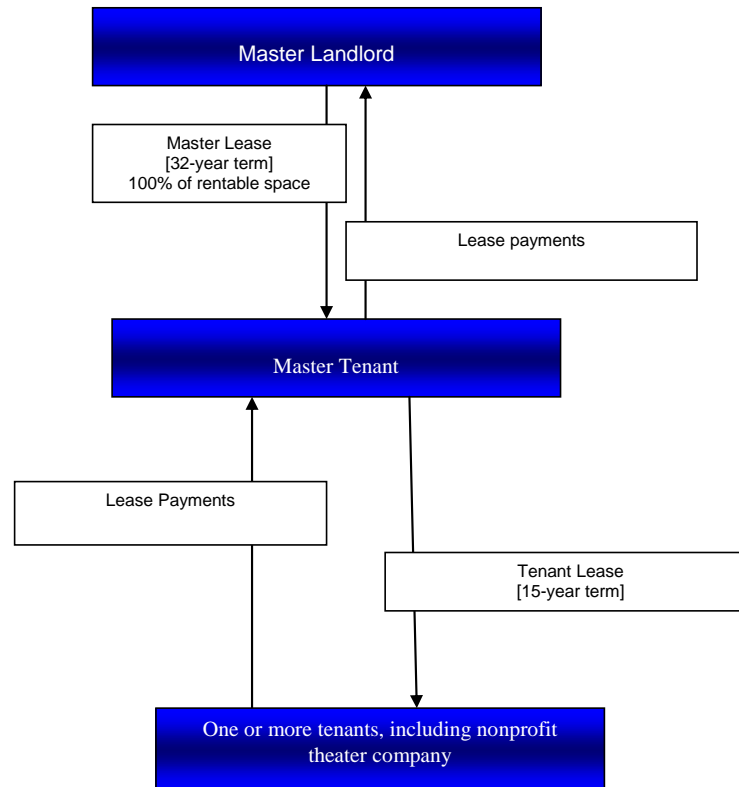 Master Landlord
Master Lease
[32-year term]
100% of rentable space
Lease payments
Master Tenant
Lease Payments
Tenant Lease
[15-year term]
One or more tenants, including nonprofit
theater company